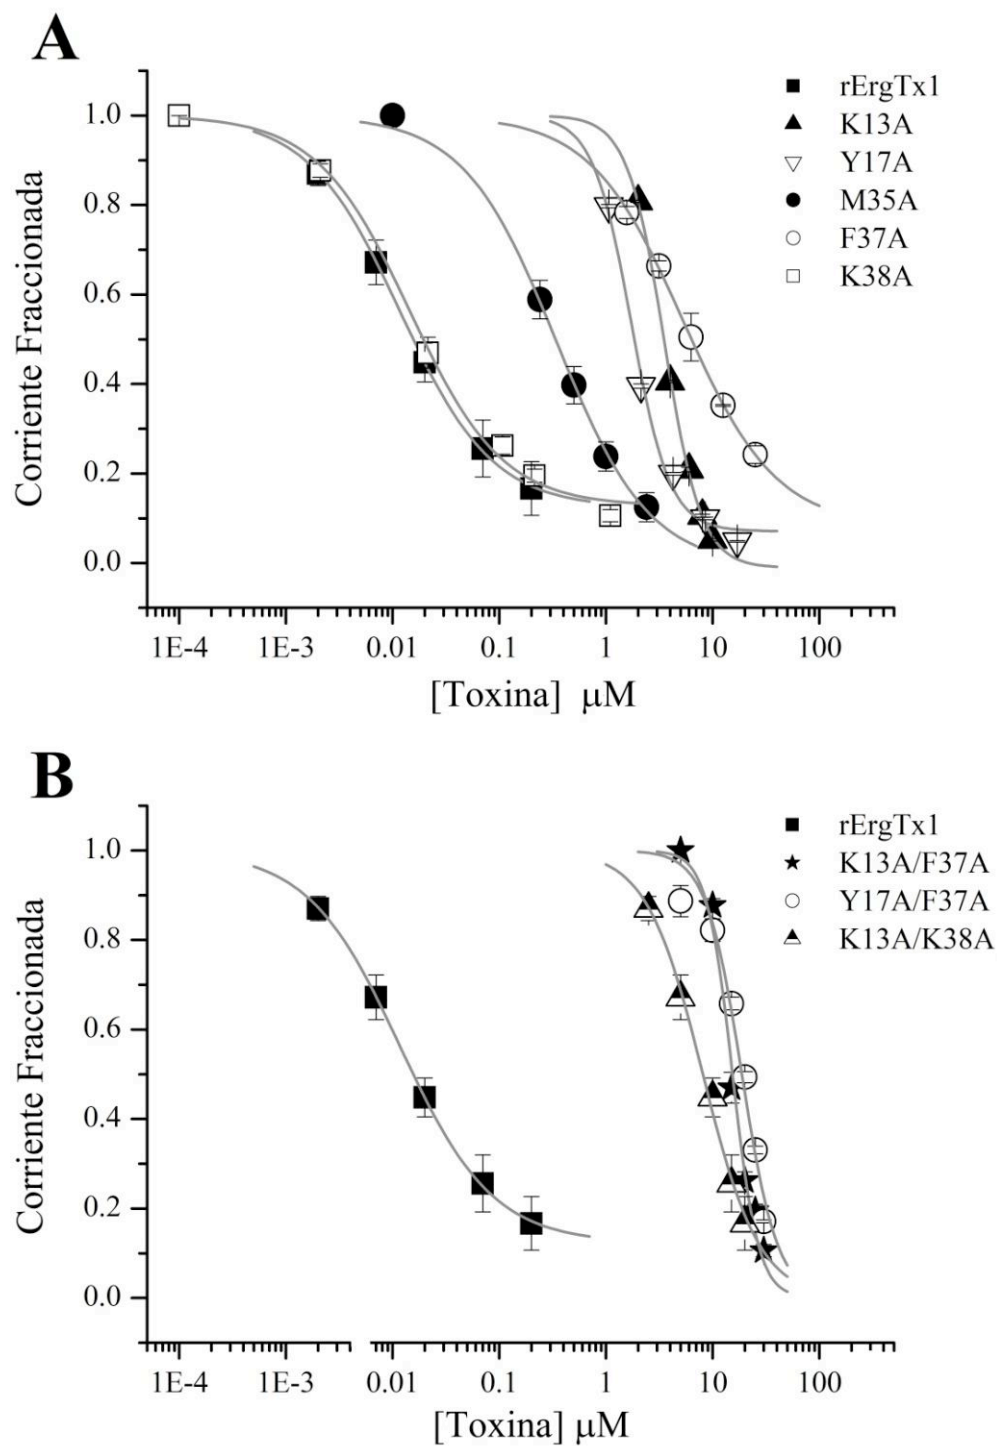 A
rErgTx1
K13A
Y17A
M35A
F37A
K38A
Corriente Fraccionada
1.0
0.8
0.6
0.4
0.2
0.0
1E-4 1E-3 0.01 0.1 1 10 100
[Toxina] μM
B
rErgTx1
K13A/F37A
Y17A/F37A
K13A/K38A
Corriente Fraccionada
1.0
0.8
0.6
0.4
0.2
0.0
1E-4 1E-3 0.01 0.1 1 10 100
[Toxina] μM